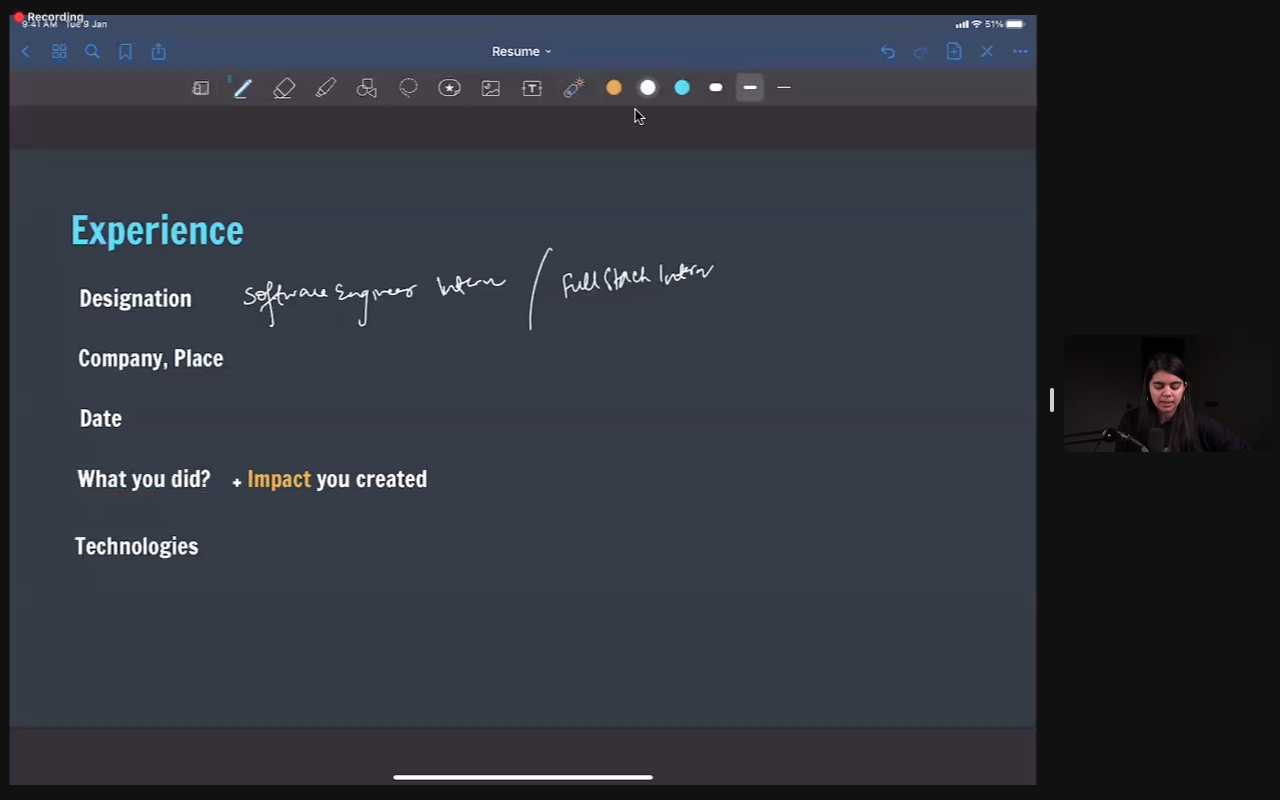 Recording
9:41 AM Tue 9 Jan
51%
Resume
T
Experience
Designation Software Engineer Intern / Full Stack Intern
Company, Place
Date
What you did? + Impact you created
Technologies